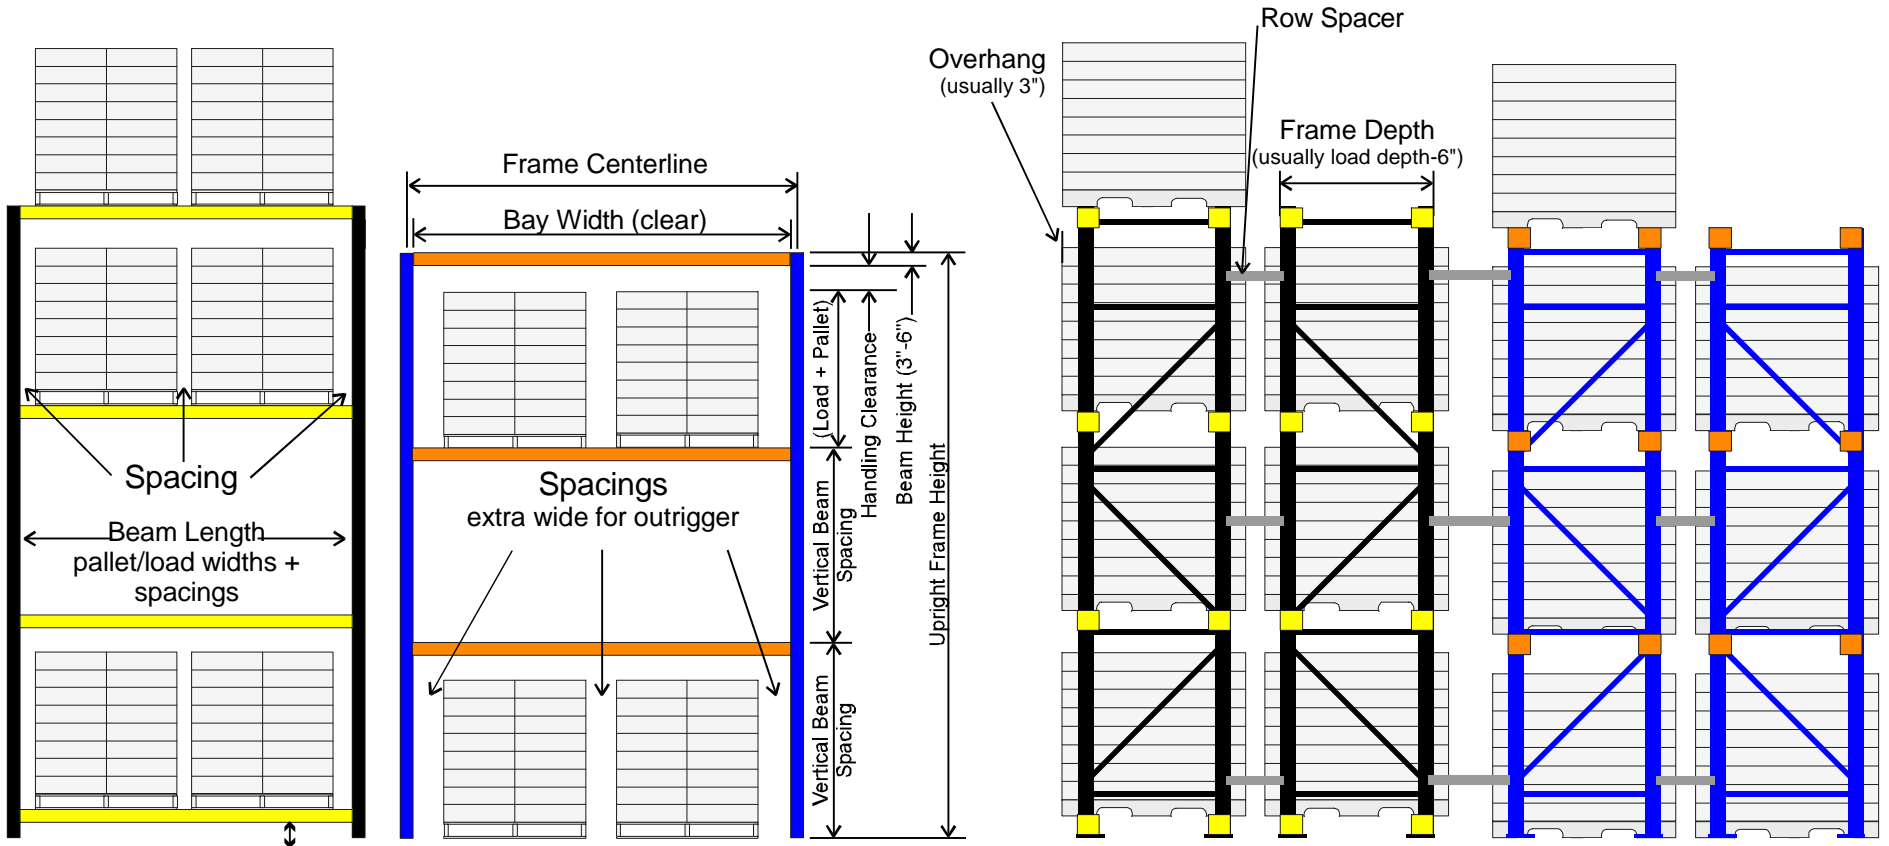 Row Spacer
Overhang
(usually 3")
Frame Depth
(usually load depth-6")
Frame Centerline
Bay Width (clear)
(Load + Pallet)
Handling Clearance
Beam Height (3"-6")
Upright Frame Height
Spacing
Spacings
extra wide for outrigger
Beam Length
pallet/load widths +
spacings
Vertical Beam
Spacing
Vertical Beam
Spacing